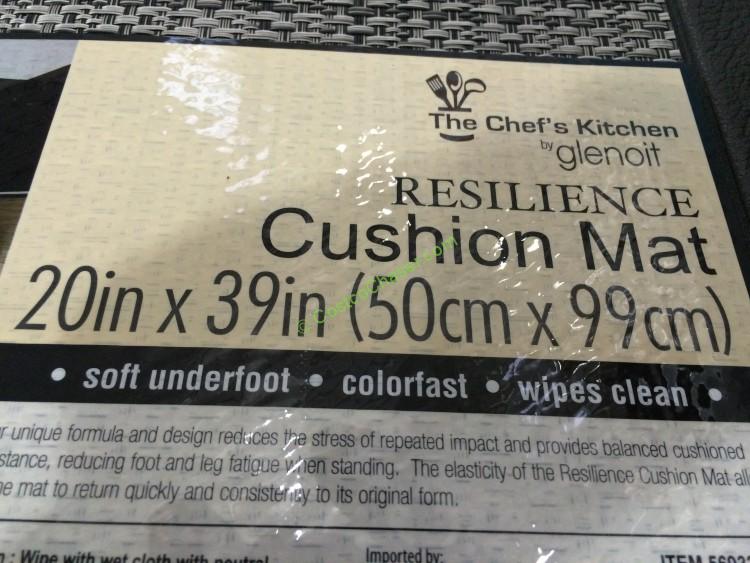 The Chef's Kitchen
by glenoit
RESILIENCE
Cushion Mat
20in x 39in (50cm x 99cm)
© CostcoChaser.com
• soft underfoot • colorfast • wipes clean •
unique formula and design reduces the stress of repeated impact and provides balanced cushioned
stance, reducing foot and leg fatigue when standing. The elasticity of the Resilience Cushion Mat
mat to return quickly and consistently to its original form.
: Wipe with wet cloth with neutral
Imported by:
ITEM